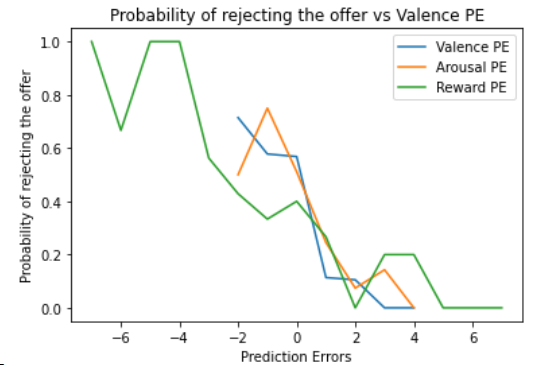 Probability of rejecting the offer vs Valence PE
Probability of rejecting the offer
1.0
0.8
0.6
0.4
0.2
0.0
Valence PE
Arousal PE
Reward PE
−6 −4 −2 0 2 4 6
Prediction Errors